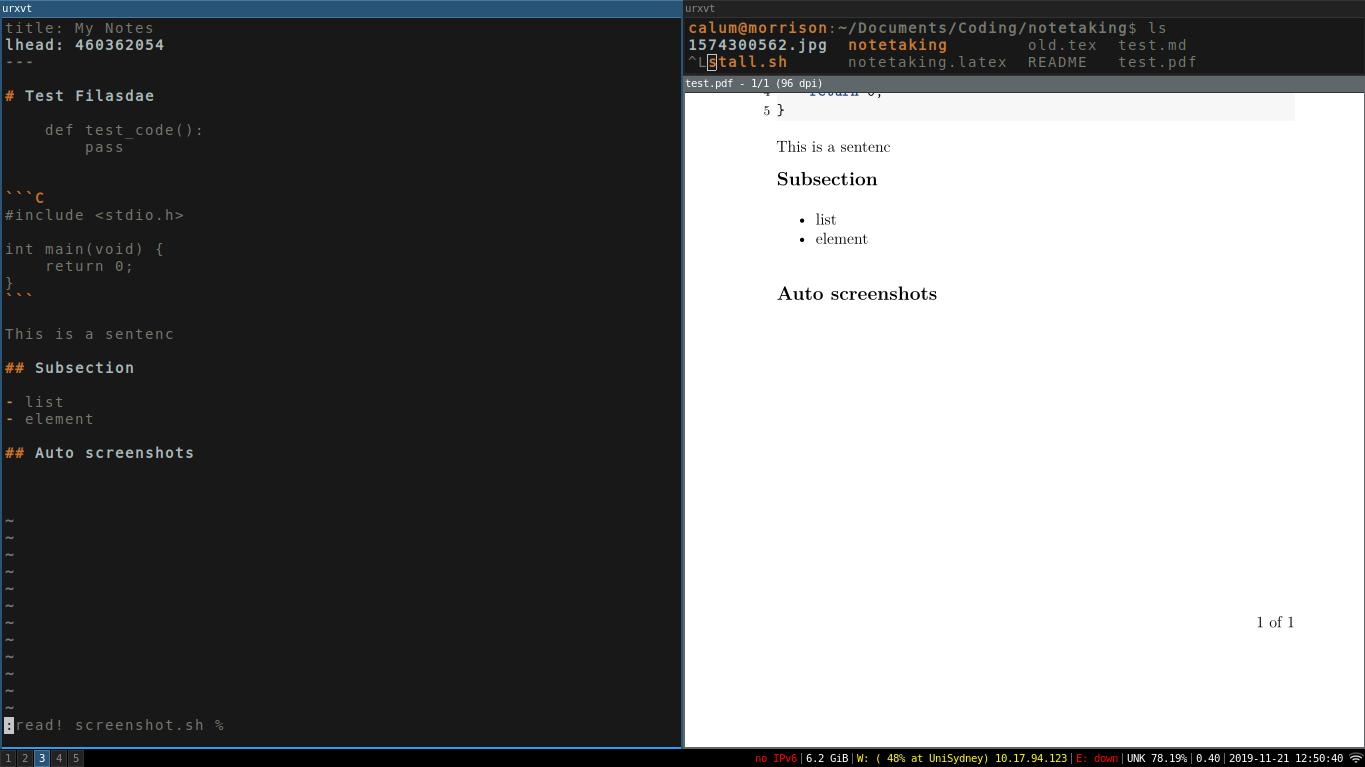 urxvt
title: My Notes
lhead: 460362054
---
# Test Filasdae
def test_code():
pass
```C
#include <stdio.h>
int main(void) {
return 0;
}
```
This is a sentenc
## Subsection
- list
- element
## Auto screenshots
~
~
~
~
~
~
~
~
~
~
~
~
:read! screenshot.sh %
urxvt
calum@morrison:~/Documents/Coding/notetaking$ ls
1574300562.jpg notetaking old.tex test.md
^Lstall.sh notetaking.latex README test.pdf
test.pdf - 1/1 (96 dpi)
4 return 0;
5 }
This is a sentenc
Subsection
• list
• element
Auto screenshots
1 of 1
1 2 3 4 5
no IPv6|6.2 GiB|W: ( 48% at UniSydney) 10.17.94.123|E: down|UNK 78.19%|0.40|2019-11-21 12:50:40